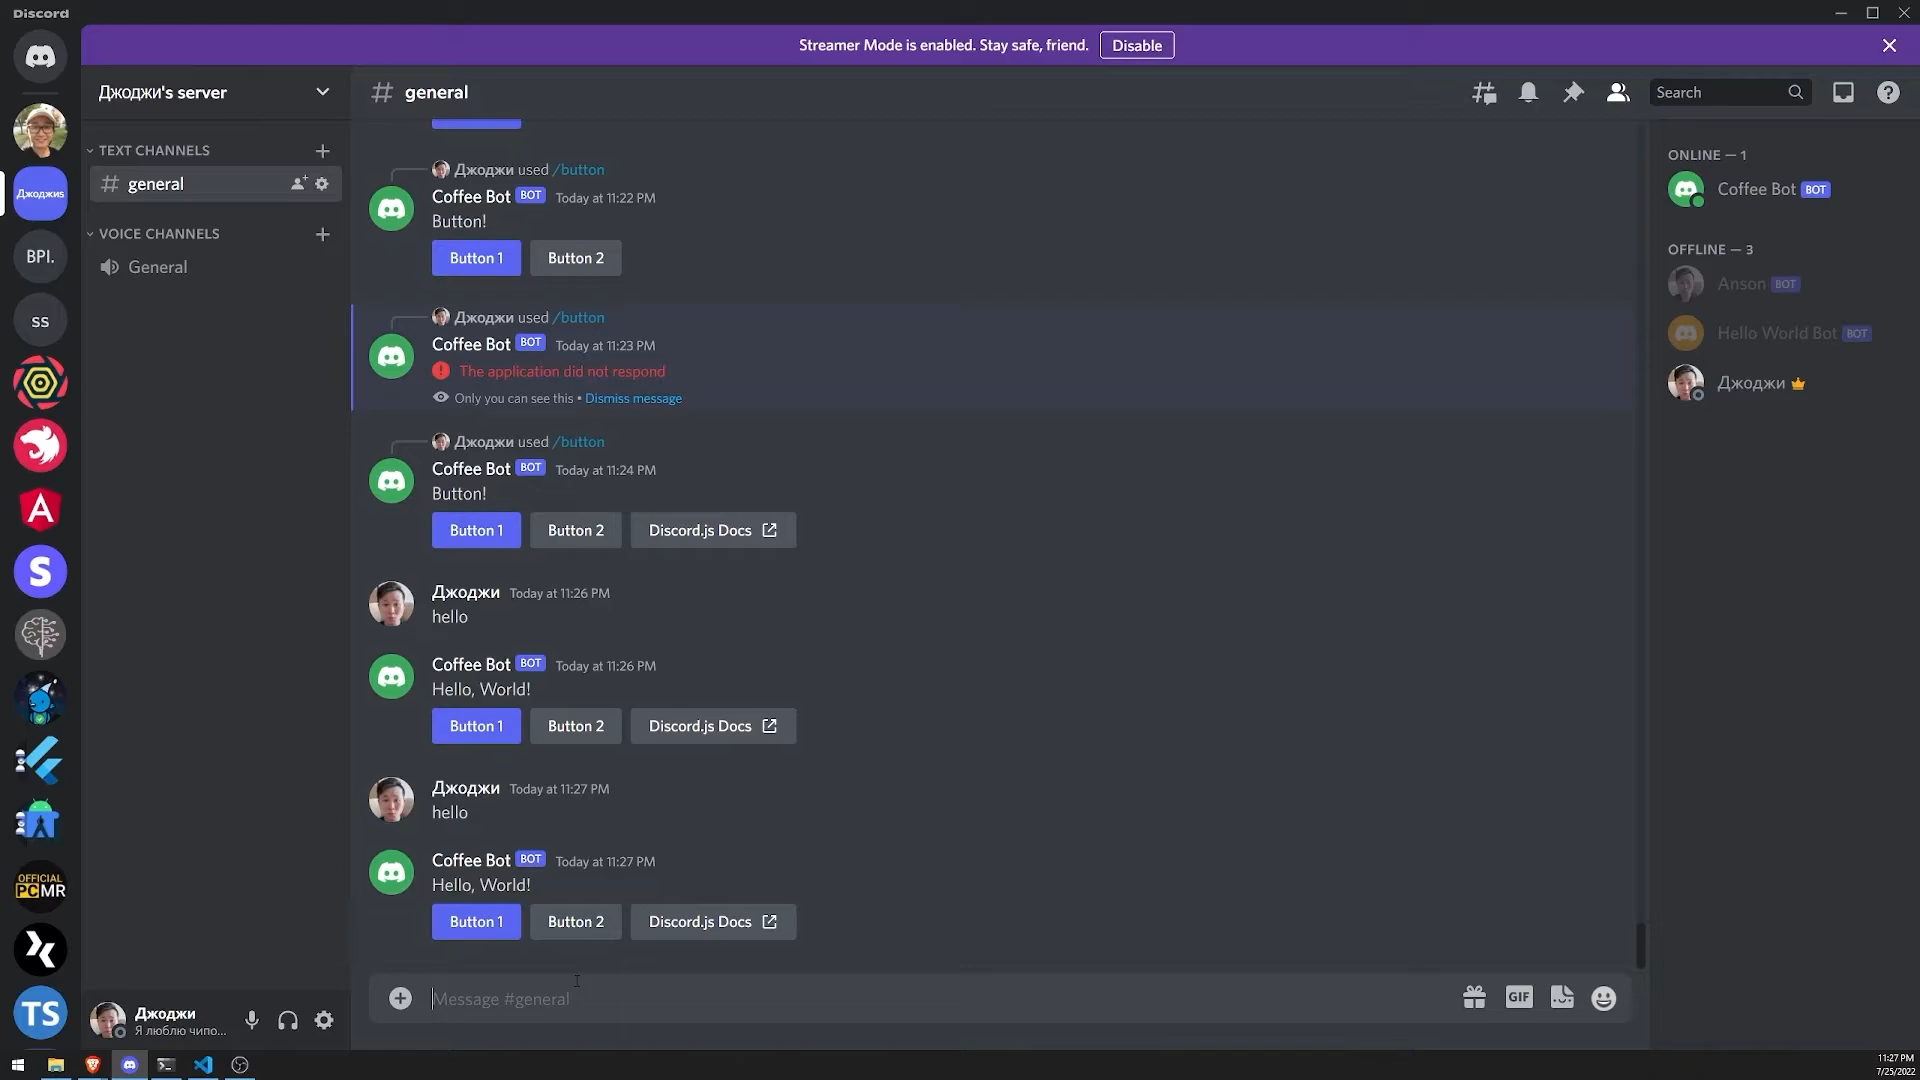 Discord
Streamer Mode is enabled. Stay safe, friend. Disable
Джоджи's server
general
Search
TEXT CHANNELS
general
VOICE CHANNELS
General
Джоджиs
BPI.
ss
S
OFFICIAL
PCMR
TS
Джоджи used /button
Coffee Bot BOT Today at 11:22 PM
Button!
Button 1 Button 2
Джоджи used /button
Coffee Bot BOT Today at 11:23 PM
The application did not respond
Only you can see this • Dismiss message
Джоджи used /button
Coffee Bot BOT Today at 11:24 PM
Button!
Button 1 Button 2 Discord.js Docs
Джоджи Today at 11:26 PM
hello
Coffee Bot BOT Today at 11:26 PM
Hello, World!
Button 1 Button 2 Discord.js Docs
Джоджи Today at 11:27 PM
hello
Coffee Bot BOT Today at 11:27 PM
Hello, World!
Button 1 Button 2 Discord.js Docs
Message #general
GIF
ONLINE — 1
Coffee Bot BOT
OFFLINE — 3
Anson BOT
Hello World Bot BOT
Джоджи
Джоджи
Я люблю чипо...
11:27 PM
7/25/2022